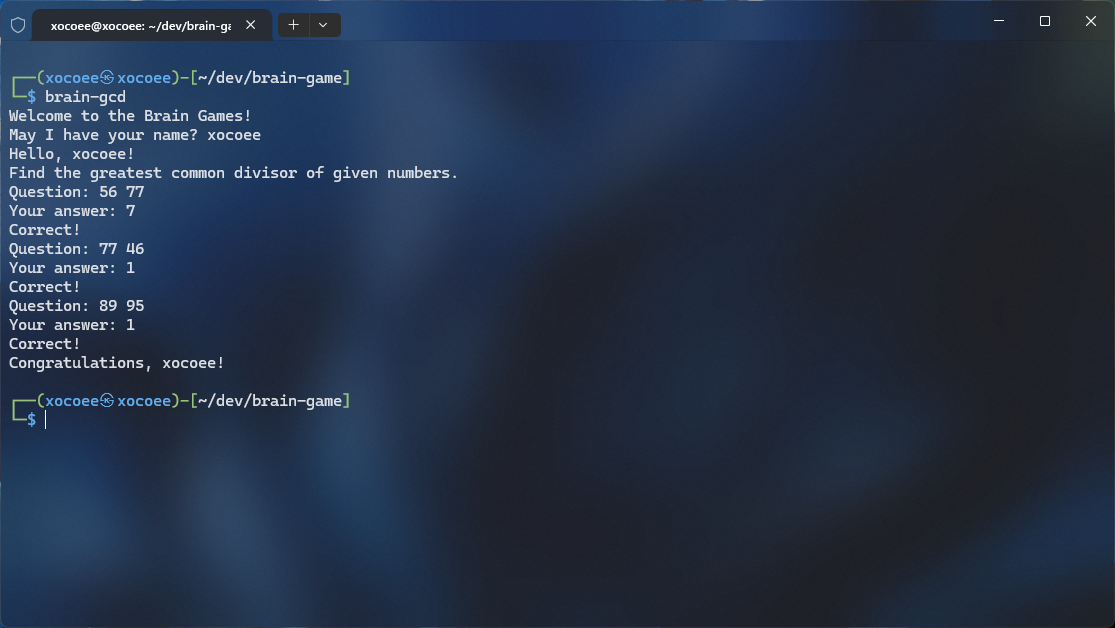 xocoee@xocoee: ~/dev/brain-ga
┌──(xocoee㉿xocoee)-[~/dev/brain-game]
└─$ brain-gcd
Welcome to the Brain Games!
May I have your name? xocoee
Hello, xocoee!
Find the greatest common divisor of given numbers.
Question: 56 77
Your answer: 7
Correct!
Question: 77 46
Your answer: 1
Correct!
Question: 89 95
Your answer: 1
Correct!
Congratulations, xocoee!
┌──(xocoee㉿xocoee)-[~/dev/brain-game]
└─$